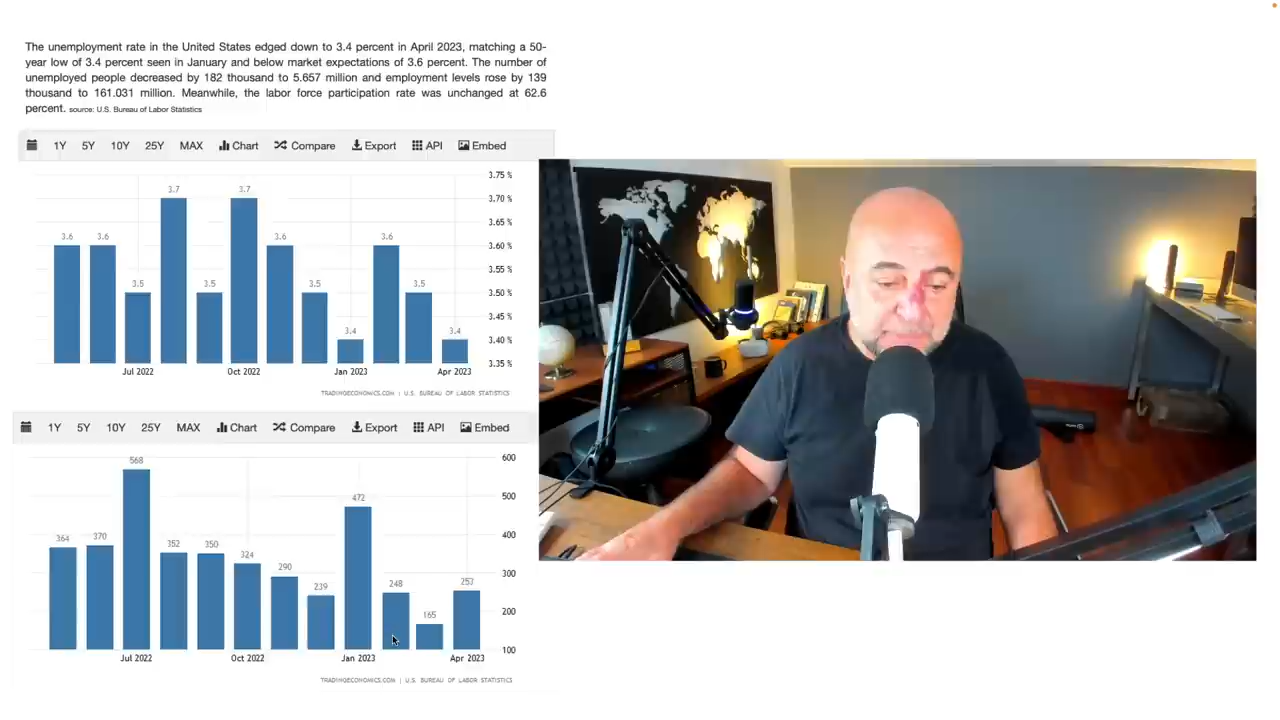 The unemployment rate in the United States edged down to 3.4 percent in April 2023, matching a 50-
year low of 3.4 percent seen in January and below market expectations of 3.6 percent. The number of
unemployed people decreased by 182 thousand to 5.657 million and employment levels rose by 139
thousand to 161.031 million. Meanwhile, the labor force participation rate was unchanged at 62.6
percent. source: U.S. Bureau of Labor Statistics
1Y 5Y 10Y 25Y MAX Chart Compare Export API Embed
3.75 %
3.7 3.7
3.70 %
3.65 %
3.6 3.6 3.6 3.6
3.60 %
3.55 %
3.5 3.5 3.5 3.5
3.50 %
3.45 %
3.4 3.4
3.40 %
3.35 %
Jul 2022 Oct 2022 Jan 2023 Apr 2023
TRADINGECONOMICS.COM | U.S. BUREAU OF LABOR STATISTICS
1Y 5Y 10Y 25Y MAX Chart Compare Export API Embed
568 600
472 500
364 370 400
352 350 324
290 300
239 248 253
165 200
100
Jul 2022 Oct 2022 Jan 2023 Apr 2023
TRADINGECONOMICS.COM | U.S. BUREAU OF LABOR STATISTICS